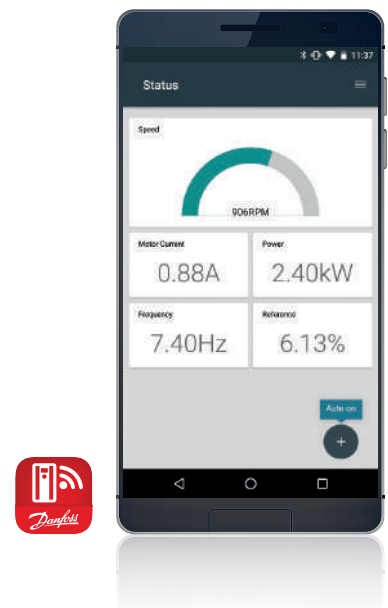 11:37
Status
Speed
906RPM
Motor Current
Power
0.88A
2.40kW
Frequency
Reference
7.40Hz
6.13%
Auto on
+
Danfoss